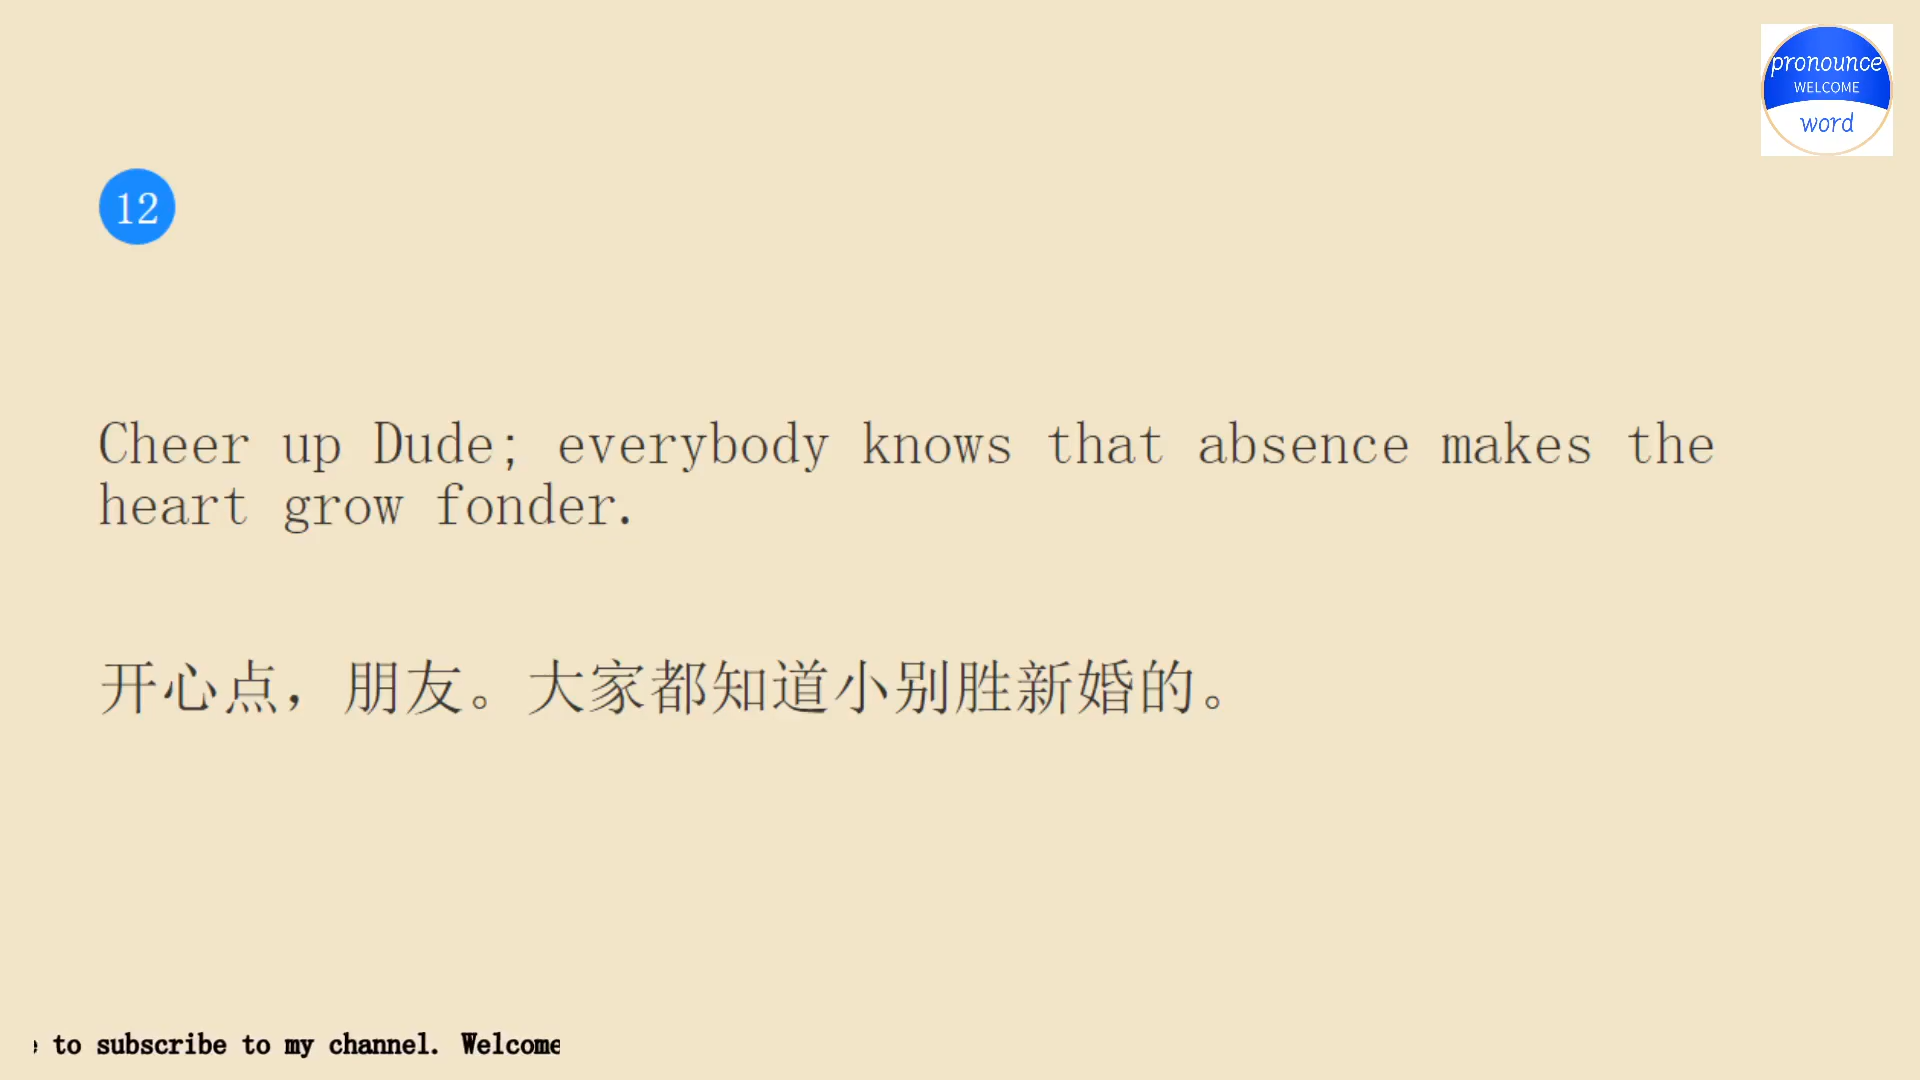 pronounce
WELCOME
word
12
Cheer up Dude; everybody knows that absence makes the
heart grow fonder.
开心点，朋友。大家都知道小别胜新婚的。
to subscribe to my channel. Welcome